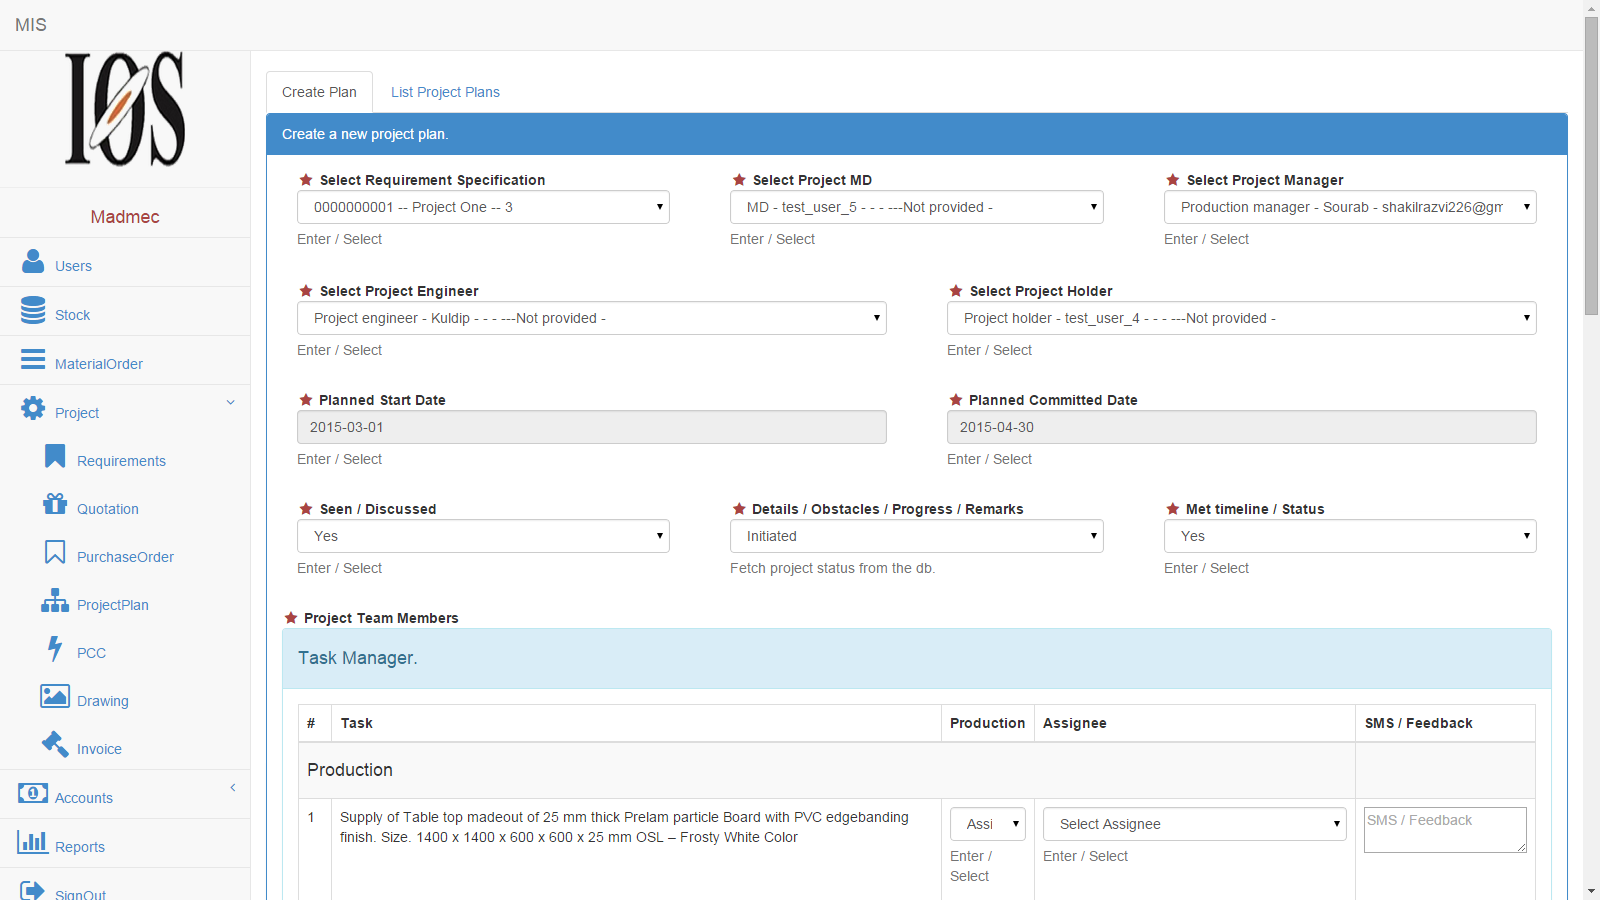 MIS
IOS
Madmec
Users
Stock
MaterialOrder
Project
Requirements
Quotation
PurchaseOrder
ProjectPlan
PCC
Drawing
Invoice
1
Accounts
Reports
SignOut
Create Plan
List Project Plans
Create a new project plan.
Select Requirement Specification
0000000001 -- Project One -- 3
Enter / Select
Select Project MD
MD - test_user_5 - - - ---Not provided -
Enter / Select
Select Project Manager
Production manager - Sourab - shakilrazvi226@gm
Enter / Select
Select Project Engineer
Project engineer - Kuldip - - - ---Not provided -
Enter / Select
Select Project Holder
Project holder - test_user_4 - - - ---Not provided -
Enter / Select
Planned Start Date
2015-03-01
Enter / Select
Planned Committed Date
2015-04-30
Enter / Select
Seen / Discussed
Yes
Enter / Select
Details / Obstacles / Progress / Remarks
Initiated
Fetch project status from the db.
Met timeline / Status
Yes
Enter / Select
Project Team Members
Task Manager.
# Task Production Assignee SMS / Feedback
Production
1
Supply of Table top madeout of 25 mm thick Prelam particle Board with PVC edgebanding
finish. Size. 1400 x 1400 x 600 x 600 x 25 mm OSL – Frosty White Color
Assi
Enter /
Select
Select Assignee
Enter / Select
SMS / Feedback